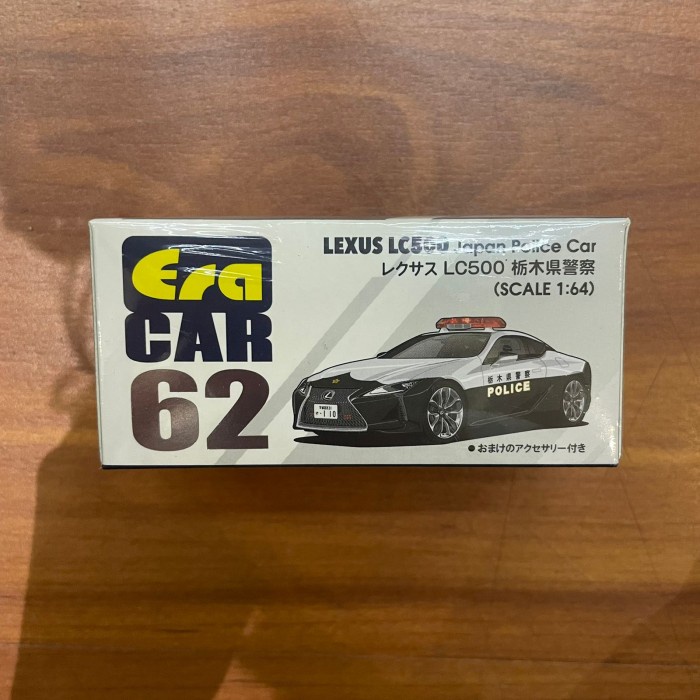 Era
CAR
62
LEXUS LC500 Japan Police Car
レクサス LC500 栃木県警察
(SCALE 1:64)
栃木県警察
POLICE
110
●おまけのアクセサリー付き